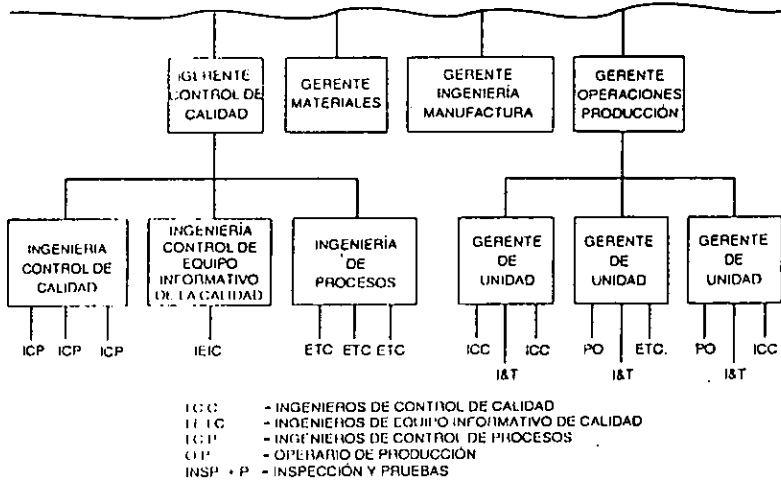 GERENTE
CONTROL DE
CALIDAD
GERENTE
MATERIALES
GERENTE
INGENIERÍA
MANUFACTURA
GERENTE
OPERACIONES
PRODUCCIÓN
INGENIERIA
CONTROL DE
CALIDAD
INGENIERÍA
CONTROL DE
EQUIPO
INFORMATIVO
DE LA CALIDAD
INGENIERÍA
DE
PROCESOS
GERENTE
DE
UNIDAD
GERENTE
DE
UNIDAD
GERENTE
DE
UNIDAD
ICP ICP ICP
IEIC
ETC ETC ETC
ICC ICC
I&T
PO ETC.
I&T
PO ICC
I&T
- INGENIEROS DE CONTROL DE CALIDAD
- INGENIEROS DE EQUIPO INFORMATIVO DE CALIDAD
- INGENIEROS DE CONTROL DE PROCESOS
- OPERARIO DE PRODUCCIÓN
INSP + P - INSPECCIÓN Y PRUEBAS